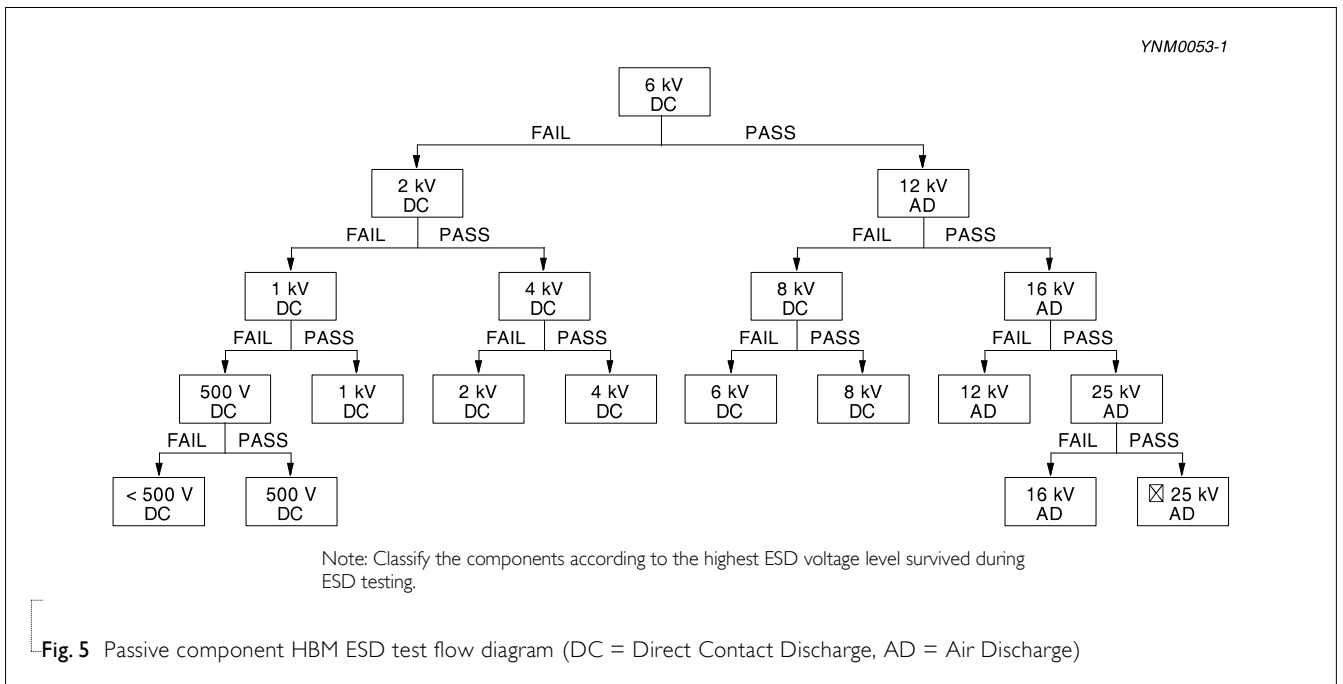 YNM0053-1
6 kV
DC
FAIL PASS
2 kV
DC
12 kV
AD
FAIL PASS
FAIL PASS
1 kV
DC
4 kV
DC
8 kV
DC
16 kV
AD
FAIL PASS
FAIL PASS
FAIL PASS
FAIL PASS
500 V
DC
1 kV
DC
2 kV
DC
4 kV
DC
6 kV
DC
8 kV
DC
12 kV
AD
25 kV
AD
FAIL PASS
FAIL PASS
< 500 V
DC
500 V
DC
16 kV
AD
☒ 25 kV
AD
Note: Classify the components according to the highest ESD voltage level survived during
ESD testing.
Fig. 5 Passive component HBM ESD test flow diagram (DC = Direct Contact Discharge, AD = Air Discharge)